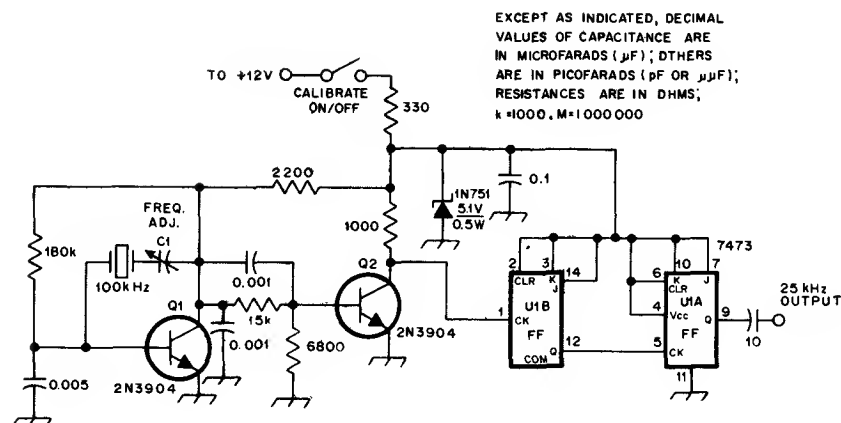 EXCEPT AS INDICATED, DECIMAL
VALUES OF CAPACITANCE ARE
IN MICROFARADS (µF); DTHERS
ARE IN PICOFARADS (pF OR µµF);
RESISTANCES ARE IN DHMS;
k=1000, M=1000000
TO +12V
CALIBRATE
ON/OFF
330
2200
1N751
5.1V
0.5W
0.1
FREQ.
ADJ.
C1
180k
100kHz
0.001
1000
Q2
Q1
15k
0.001
6800
2N3904
0.005
2N3904
7473
2
3
14
CLR
K
J
U1B
1
CK
FF
12
Q
COM
10
7
6
K
J
CLR
U1A
4
Vcc
Q
9
FF
5
CK
11
25 kHz
OUTPUT
10